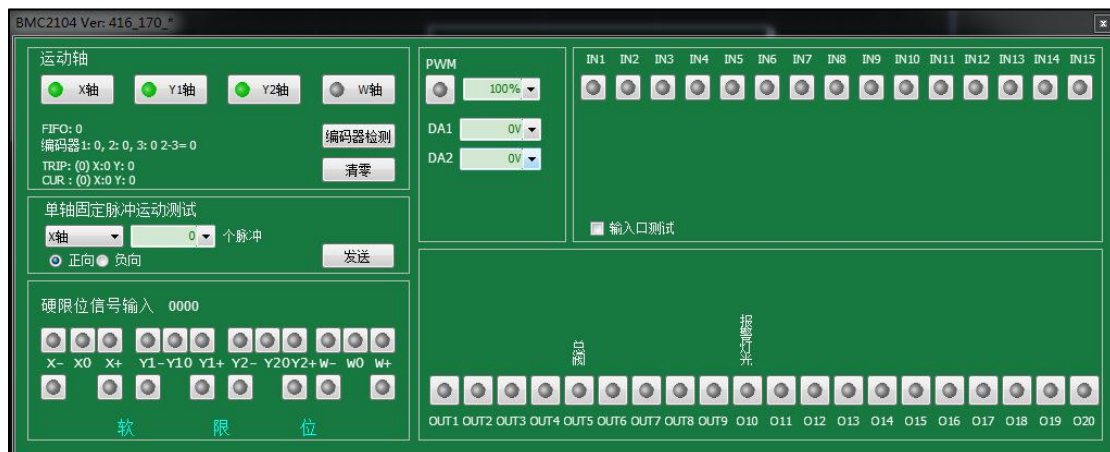 BMC2104 Ver: 416_170_*
运动轴
X轴 Y1轴 Y2轴 W轴
FIFO: 0
编码器1: 0, 2: 0, 3: 0 2-3= 0
编码器检测
TRIP: (0) X:0 Y: 0
CUR : (0) X:0 Y: 0
清零
PWM
100%
DA1 0V
DA2 0V
IN1 IN2 IN3 IN4 IN5 IN6 IN7 IN8 IN9 IN10 IN11 IN12 IN13 IN14 IN15
输入口测试
单轴固定脉冲运动测试
X轴 0 个脉冲
正向 负向
发送
硬限位信号输入 0000
X- X0 X+ Y1- Y10 Y1+ Y2- Y20 Y2+ W- W0 W+
软 限 位
总阀
报警灯光
OUT1 OUT2 OUT3 OUT4 OUT5 OUT6 OUT7 OUT8 OUT9 O10 O11 O12 O13 O14 O15 O16 O17 O18 O19 O20